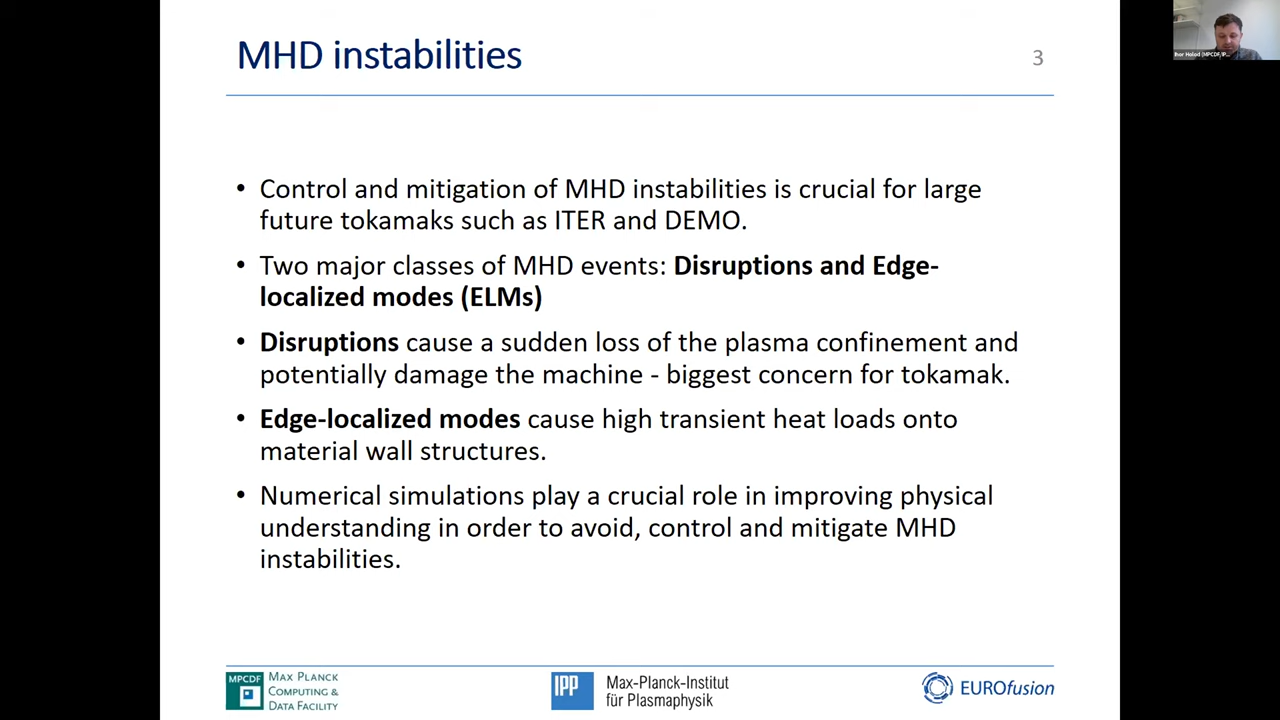 MHD instabilities
3
Ihor Holod (MPCDF/IP...
• Control and mitigation of MHD instabilities is crucial for large
future tokamaks such as ITER and DEMO.
• Two major classes of MHD events: Disruptions and Edge-
localized modes (ELMs)
• Disruptions cause a sudden loss of the plasma confinement and
potentially damage the machine - biggest concern for tokamak.
• Edge-localized modes cause high transient heat loads onto
material wall structures.
• Numerical simulations play a crucial role in improving physical
understanding in order to avoid, control and mitigate MHD
instabilities.
MPCDF
MAX PLANCK
COMPUTING &
DATA FACILITY
IPP
Max-Planck-Institut
für Plasmaphysik
EUROfusion